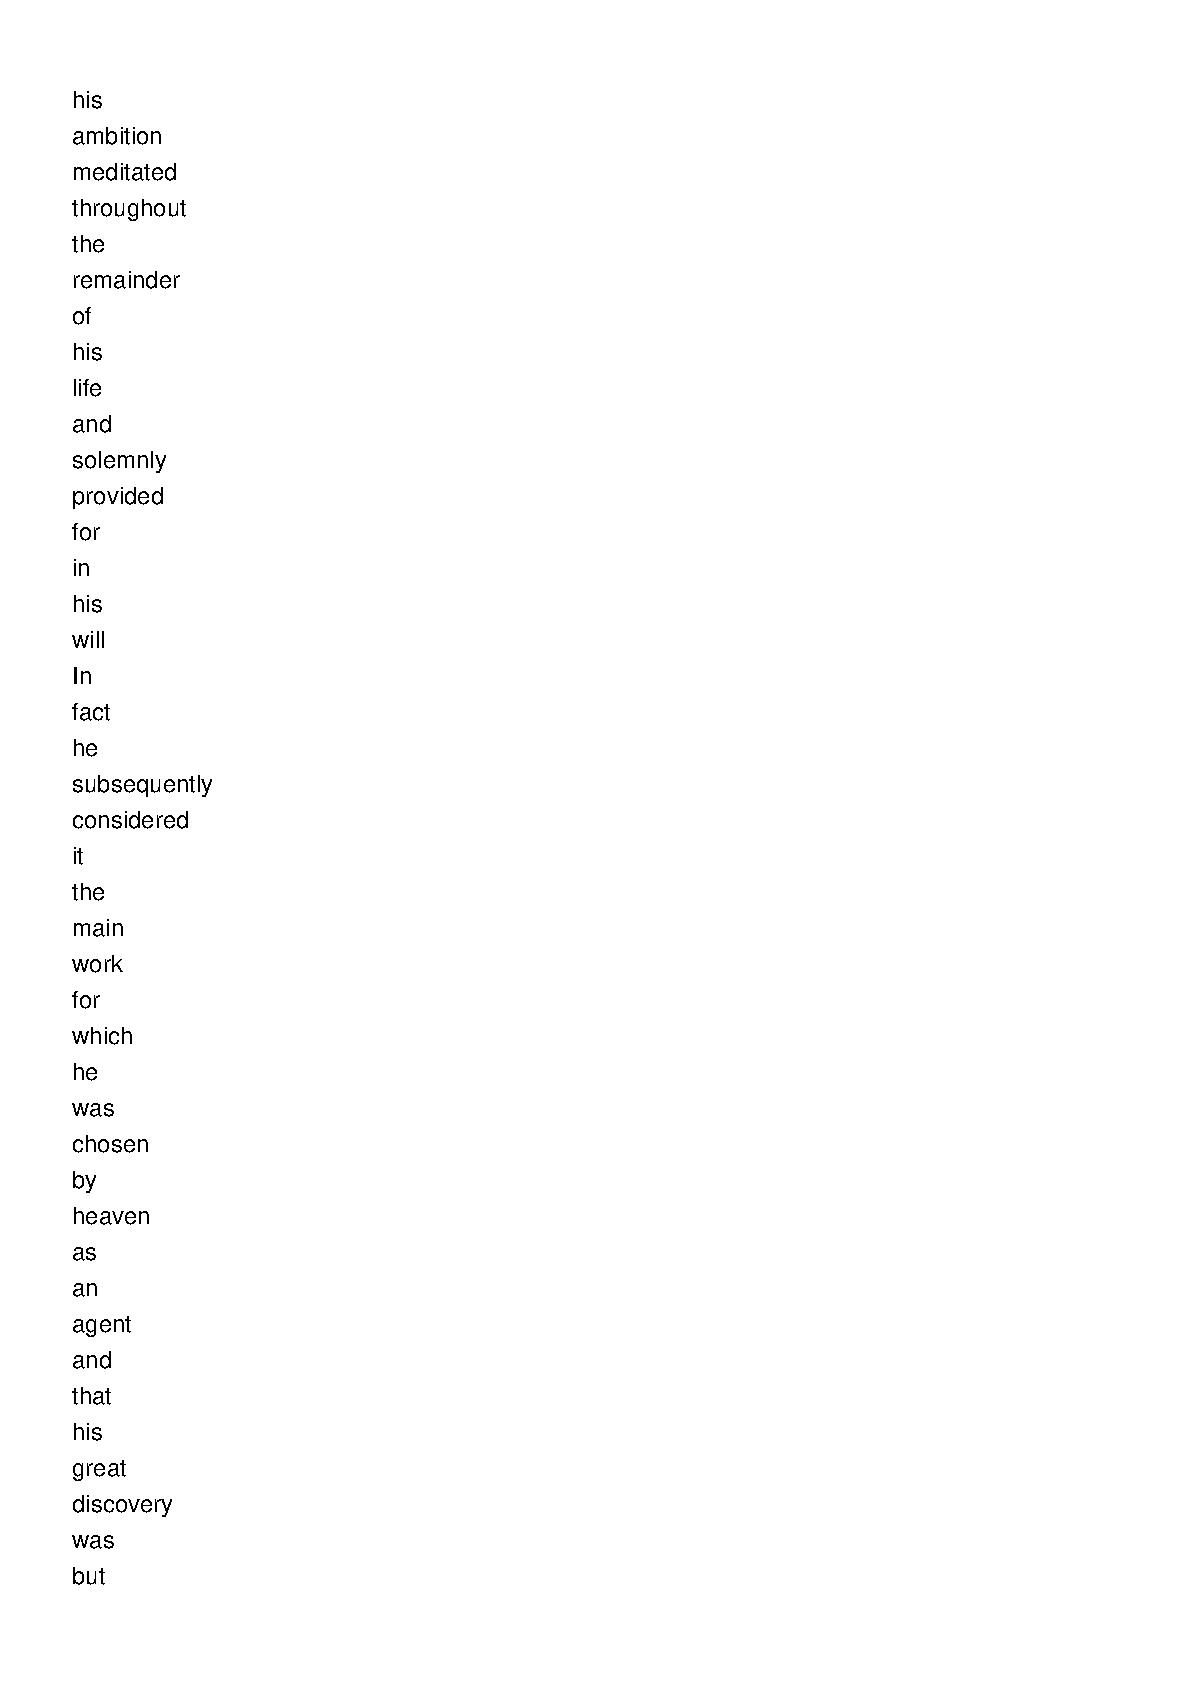 his
ambition
meditated
throughout
the
remainder
of
his
life
and
solemnly
provided
for
in
his
will
In
fact
he
subsequently
considered
it
the
main
work
for
which
he
was
chosen
by
heaven
as
an
agent
and
that
his
great
discovery
was
but